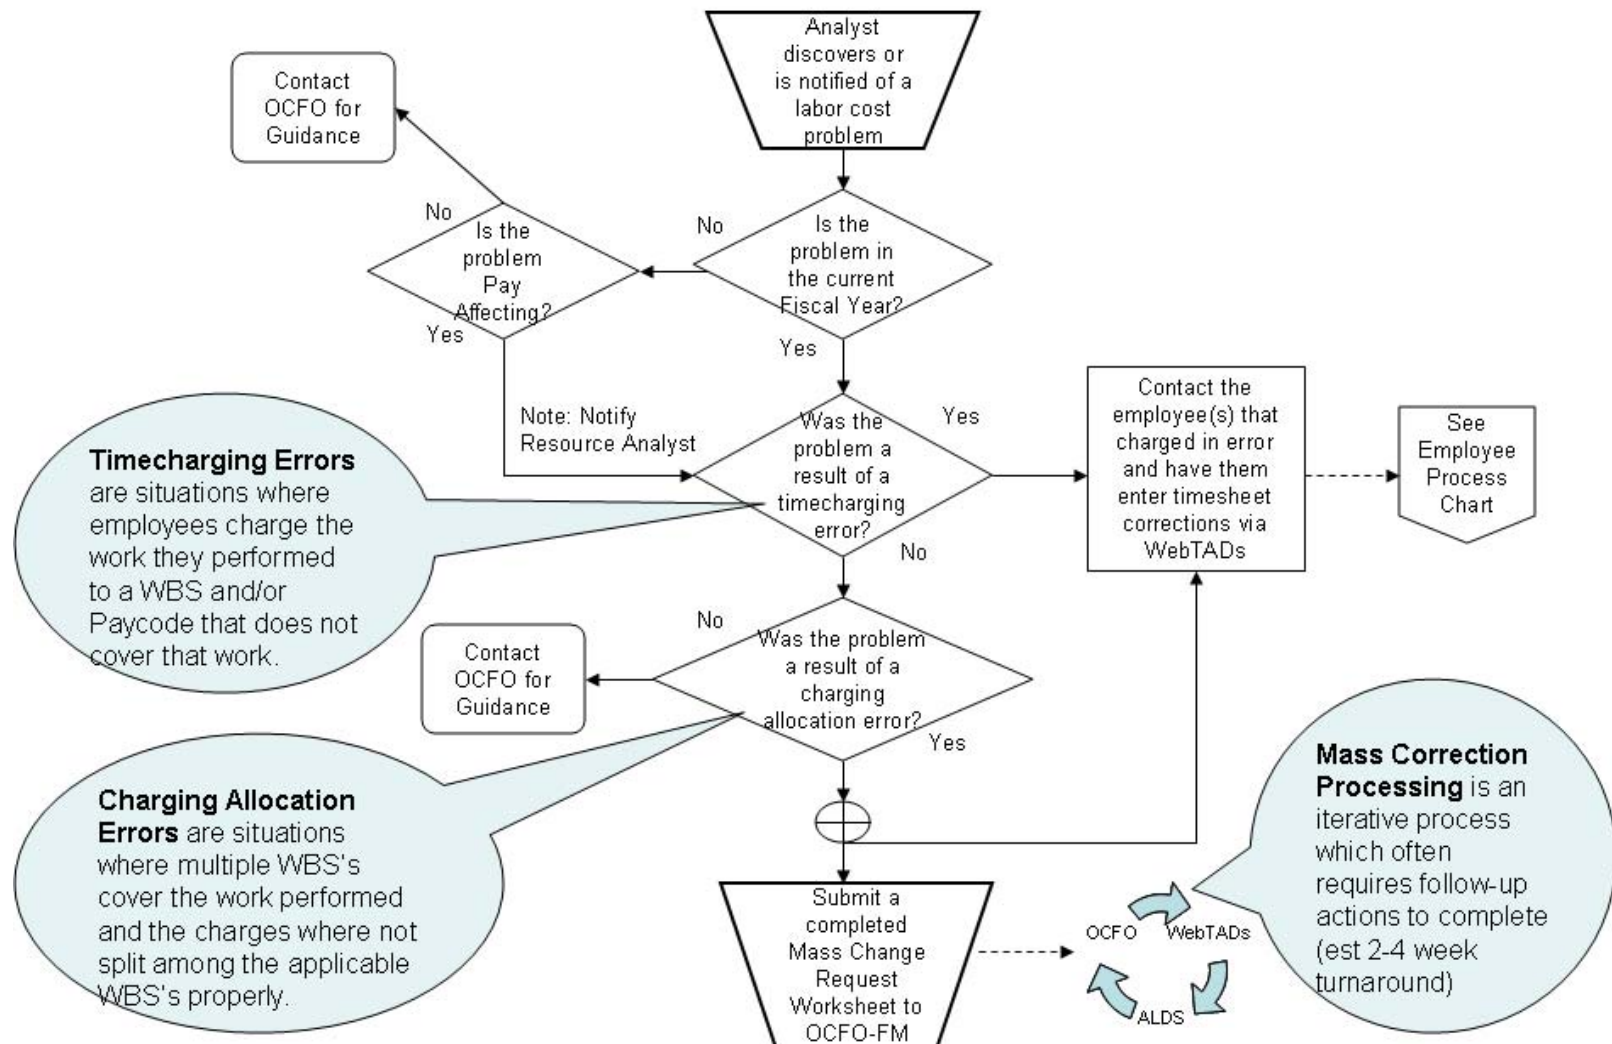 Analyst
discovers or
is notified of a
labor cost
problem
Contact
OCFO for
Guidance
No
Is the
problem
Pay
Affecting?
Yes
No
Is the
problem in
the current
Fiscal Year?
Yes
Note: Notify
Resource Analyst
Was the
problem a
result of a
timecharging
error?
Yes
No
Contact the
employee(s) that
charged in error
and have them
enter timesheet
corrections via
WebTADs
See
Employee
Process
Chart
Timecharging Errors
are situations where
employees charge the
work they performed
to a WBS and/or
Paycode that does not
cover that work.
No
Contact
OCFO for
Guidance
Was the problem
a result of a
charging
allocation error?
Yes
Charging Allocation
Errors are situations
where multiple WBS's
cover the work performed
and the charges where not
split among the applicable
WBS's properly.
Mass Correction
Processing is an
iterative process
which often
requires follow-up
actions to complete
(est 2-4 week
turnaround)
Submit a
completed
Mass Change
Request
Worksheet to
OCFO-FM
OCFO
WebTADs
ALDS